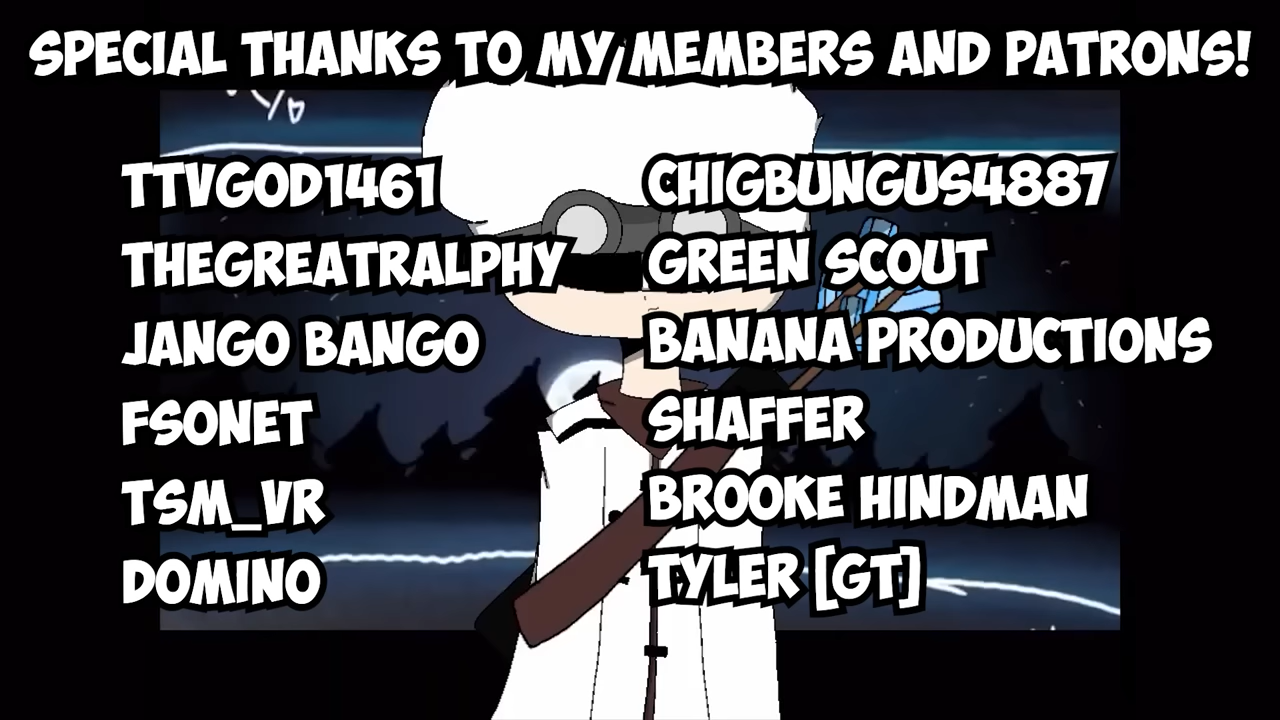 SPECIAL THANKS TO MY MEMBERS AND PATRONS!
TTVGOD1461
THEGREATRALPHY
JANGO BANGO
FSONET
TSM_VR
DOMINO
CHIGBUNGUS4887
GREEN SCOUT
BANANA PRODUCTIONS
SHAFFER
BROOKE HINDMAN
TYLER [GT]